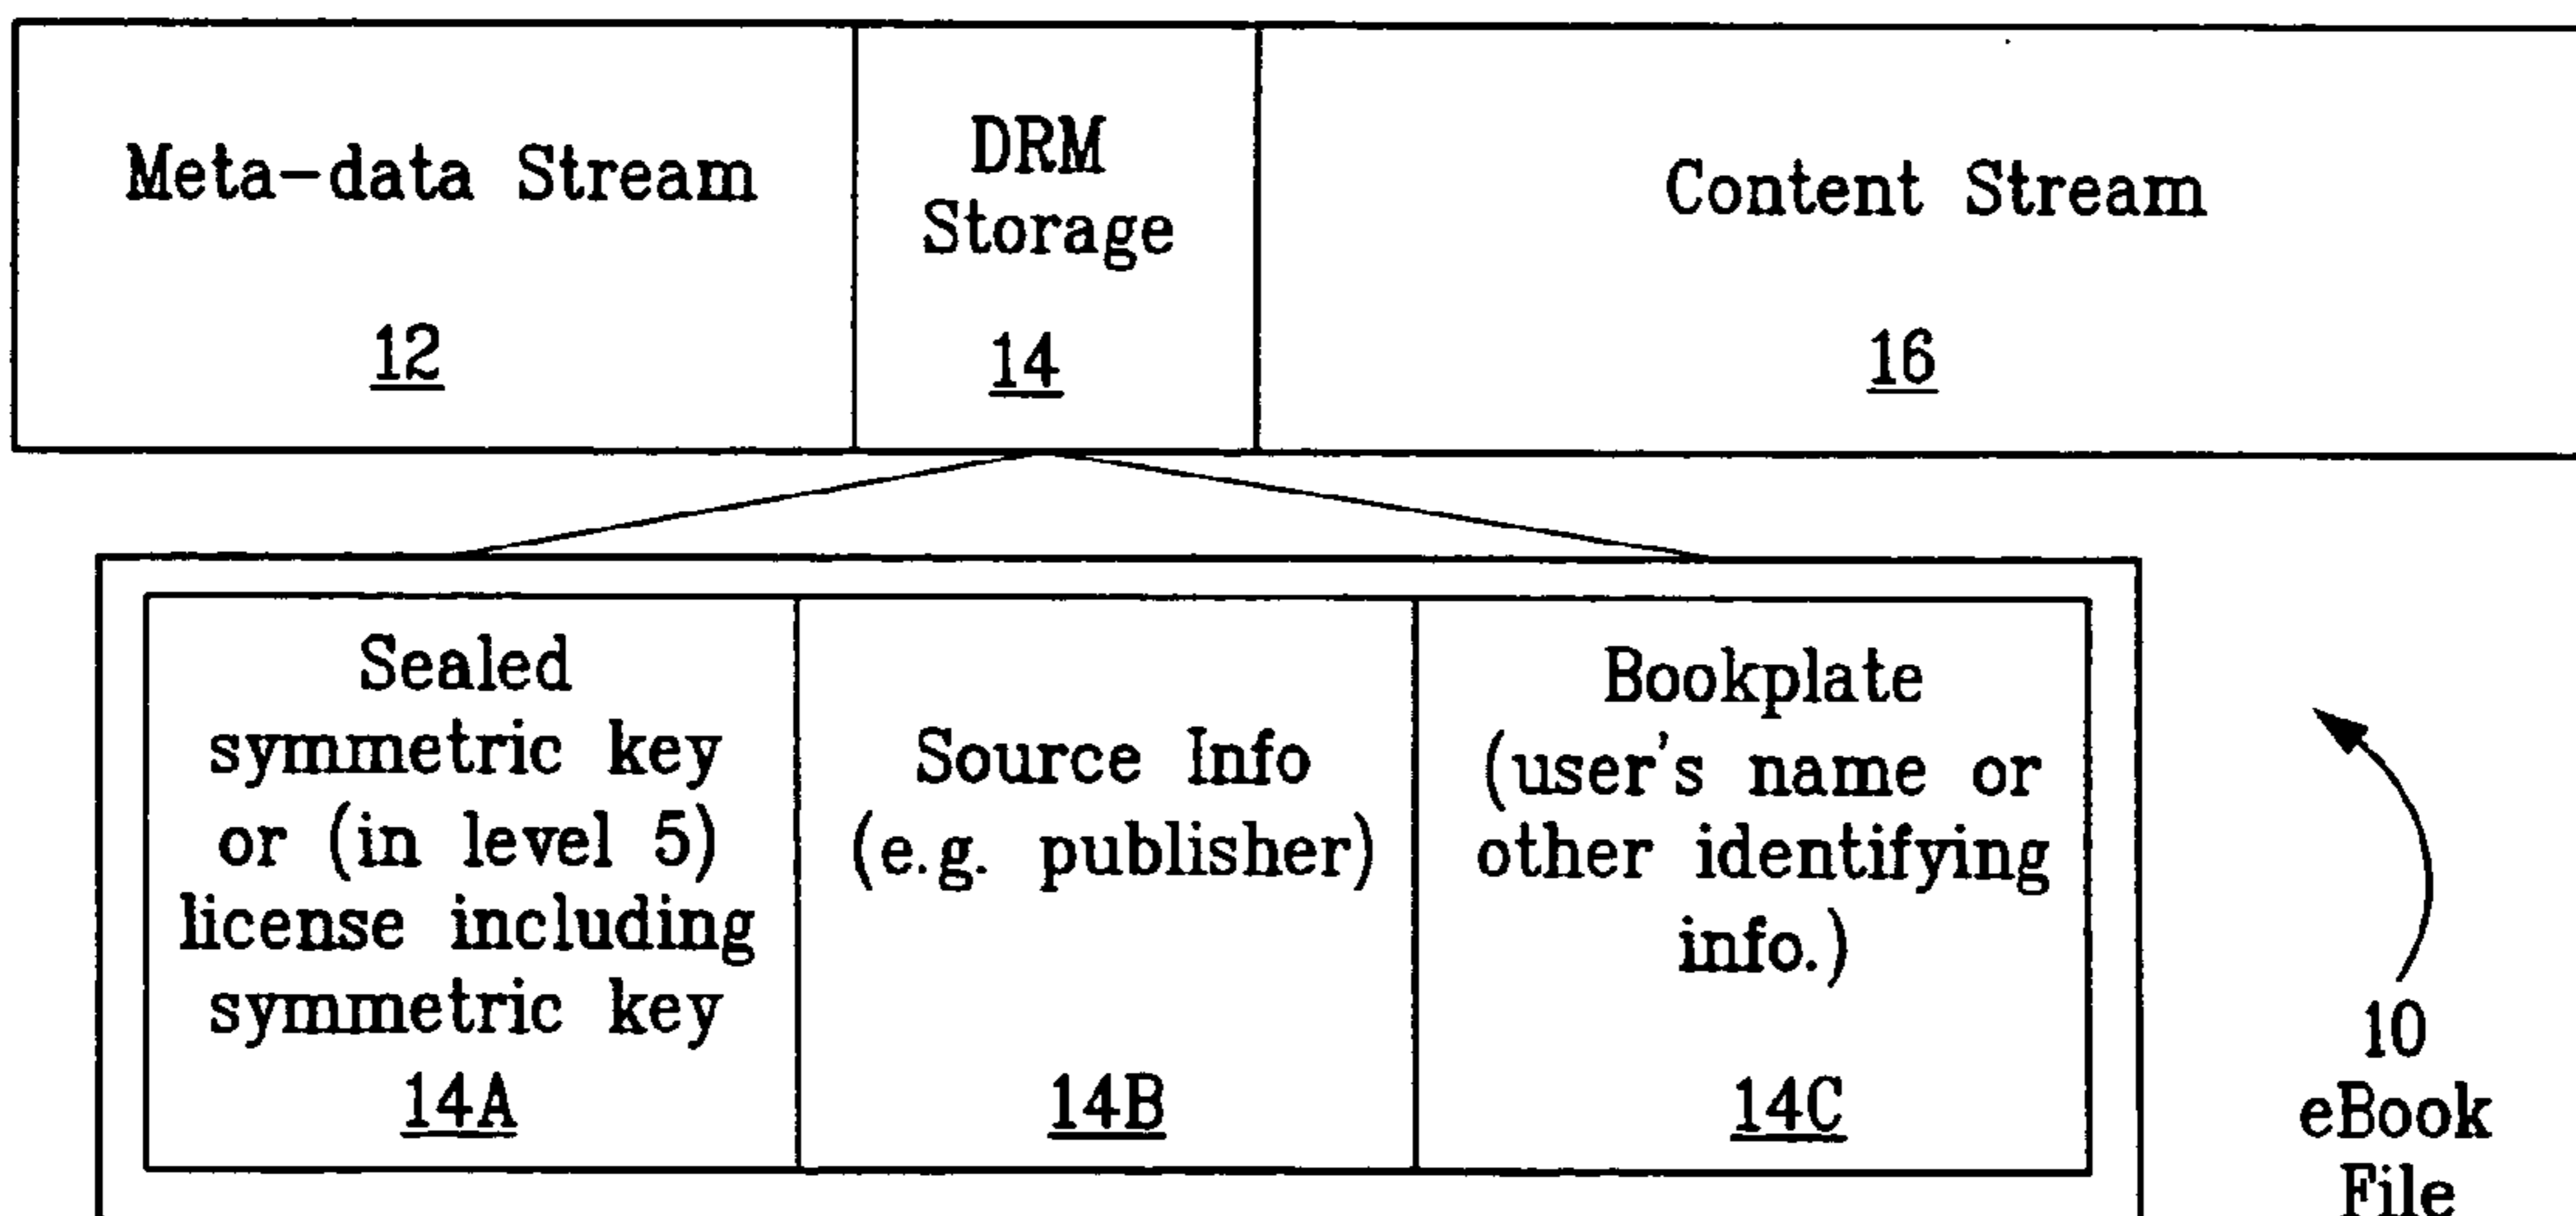 Meta-data Stream
12
DRM
Storage
14
Content Stream
16
Sealed
symmetric key
or (in level 5)
license including
symmetric key
14A
Source Info
(e.g. publisher)
14B
Bookplate
(user's name or
other identifying
info.)
14C
10
eBook
File